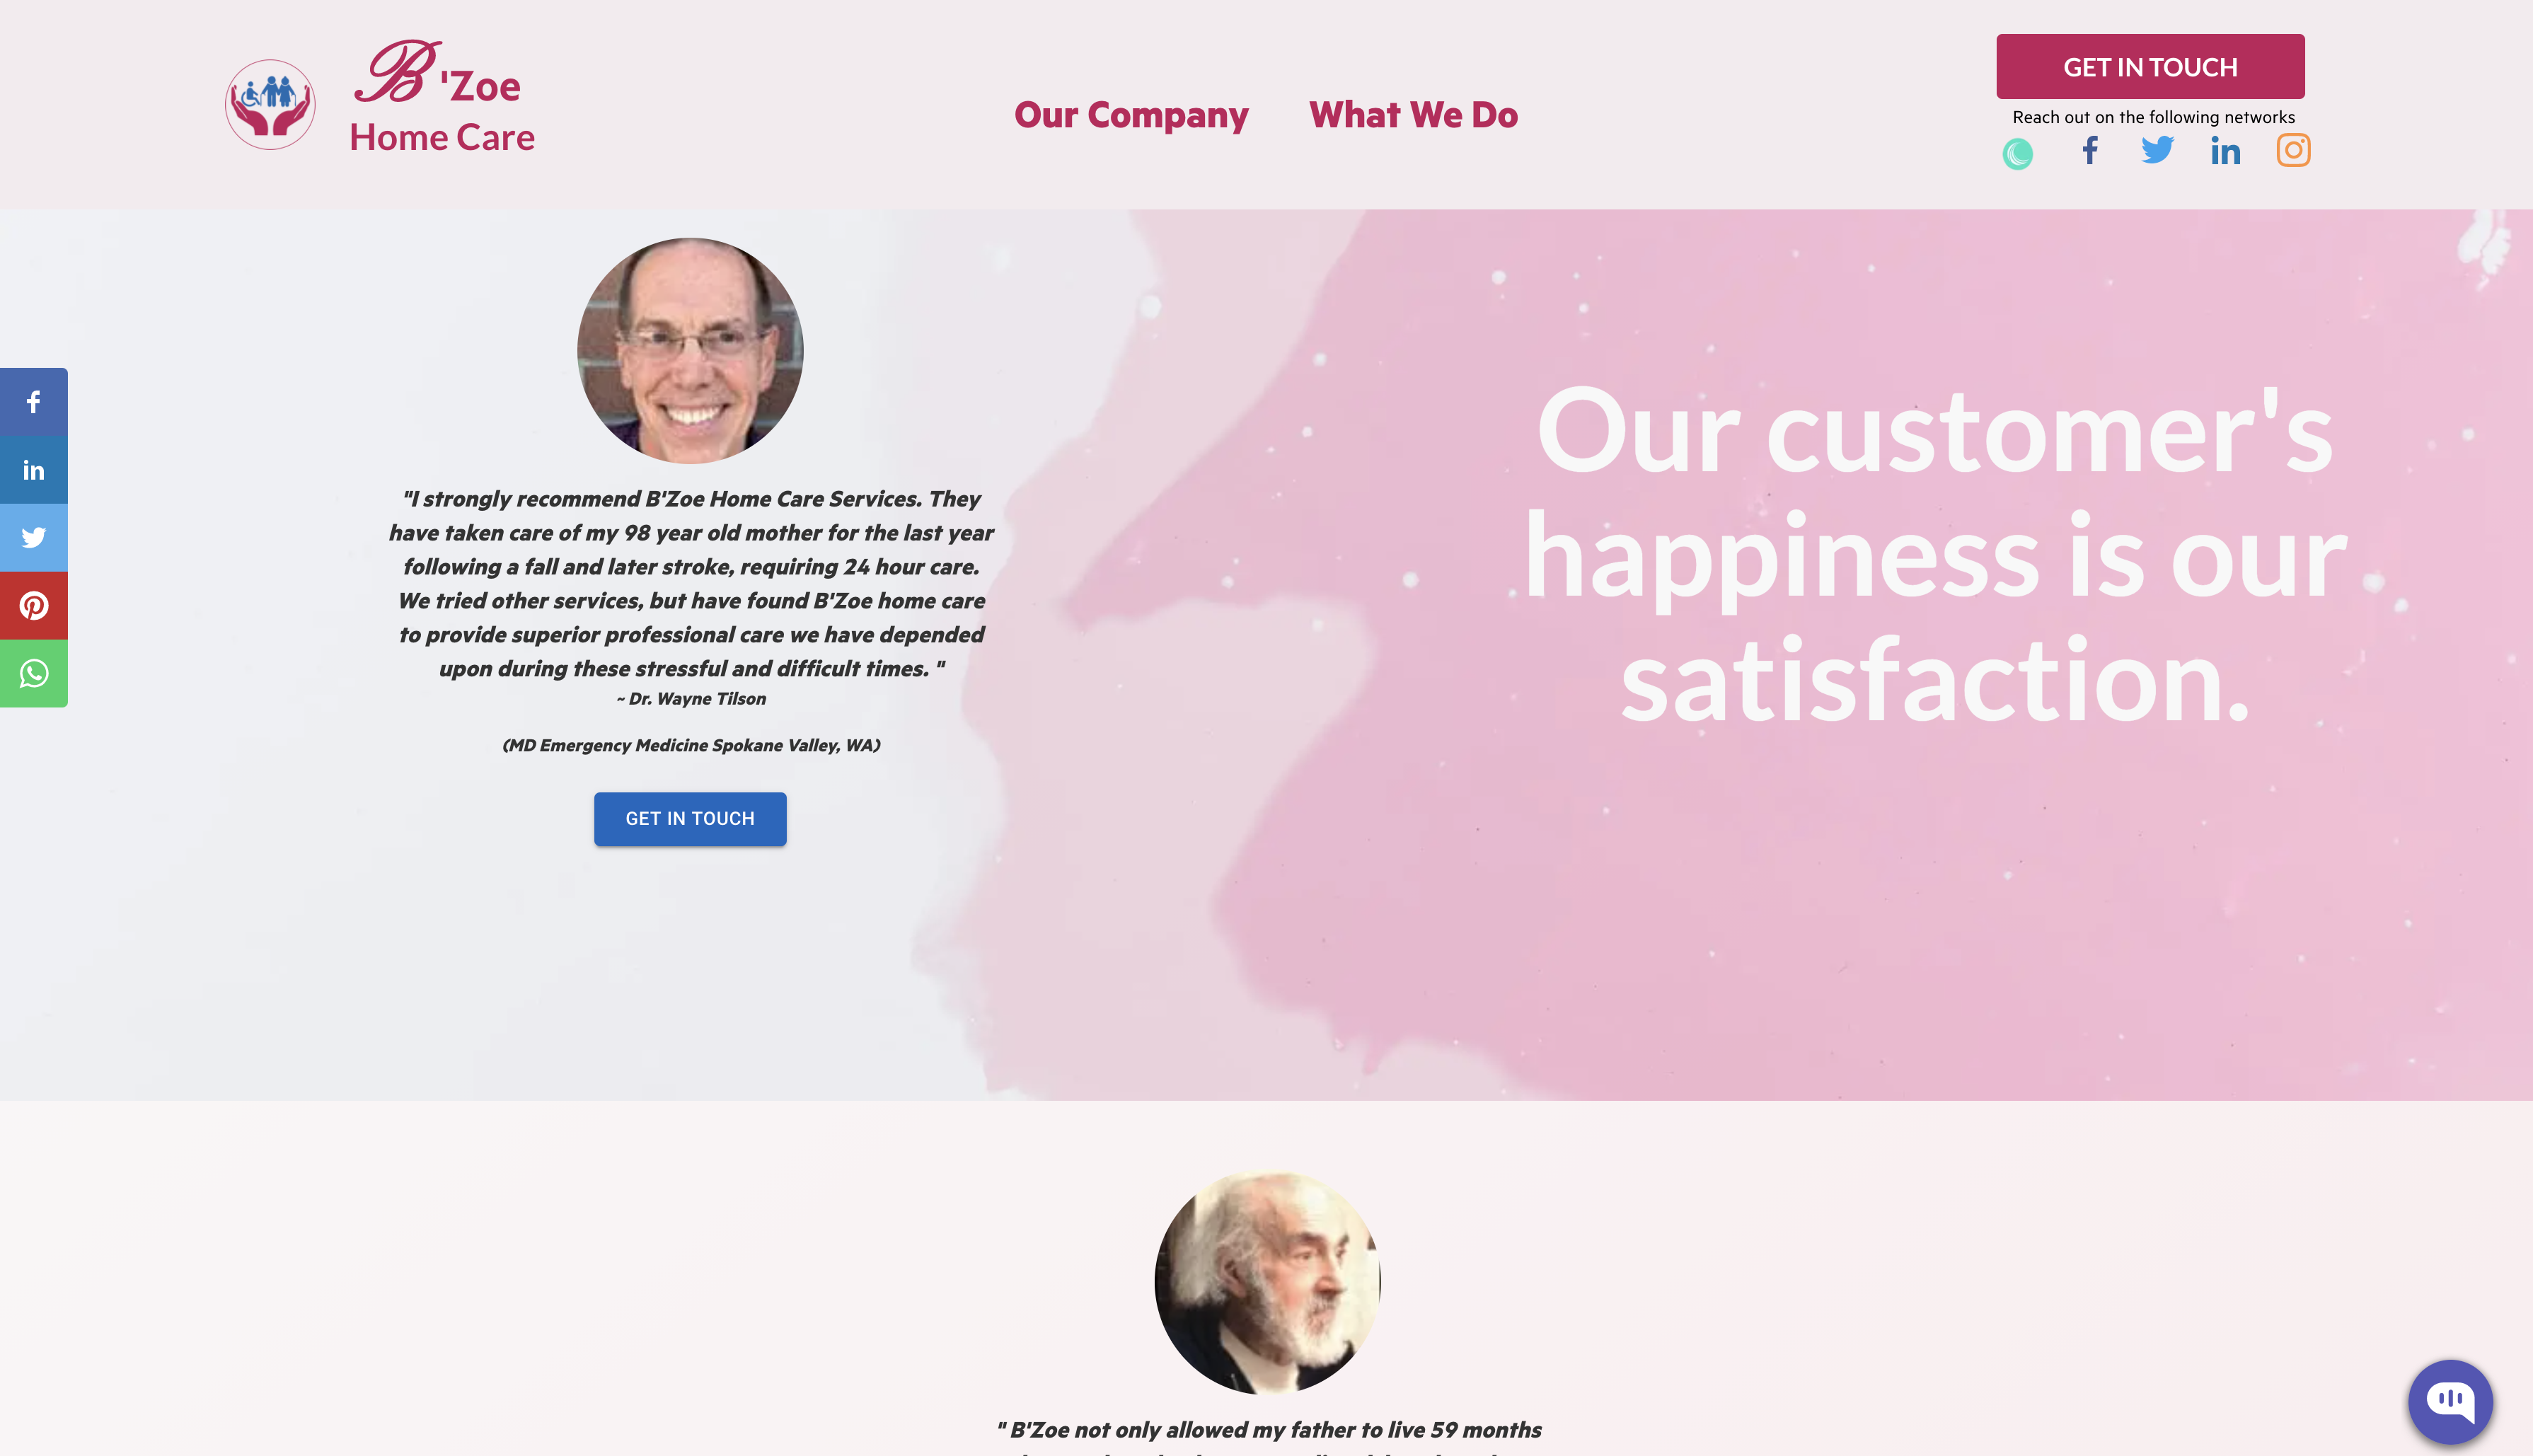 B'Zoe
Home Care
Our Company
What We Do
GET IN TOUCH
Reach out on the following networks
"I strongly recommend B'Zoe Home Care Services. They
have taken care of my 98 year old mother for the last year
following a fall and later stroke, requiring 24 hour care.
We tried other services, but have found B'Zoe home care
to provide superior professional care we have depended
upon during these stressful and difficult times. "
~ Dr. Wayne Tilson
(MD Emergency Medicine Spokane Valley, WA)
GET IN TOUCH
Our customer's
happiness is our
satisfaction.
" B'Zoe not only allowed my father to live 59 months